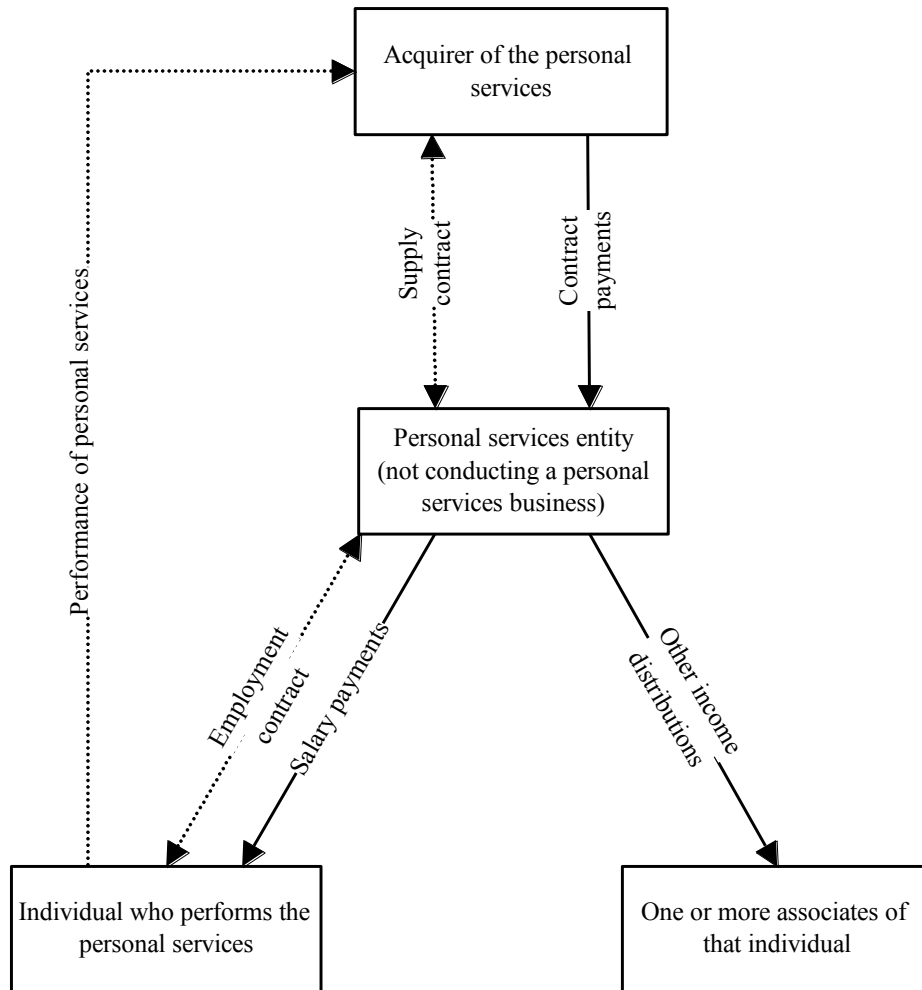 Acquirer of the personal
services
Performance of personal services
Supply
contract
Contract
payments
Personal services entity
(not conducting a personal
services business)
Employment
contract
Salary payments
Other income
distributions
Individual who performs the
personal services
One or more associates of
that individual